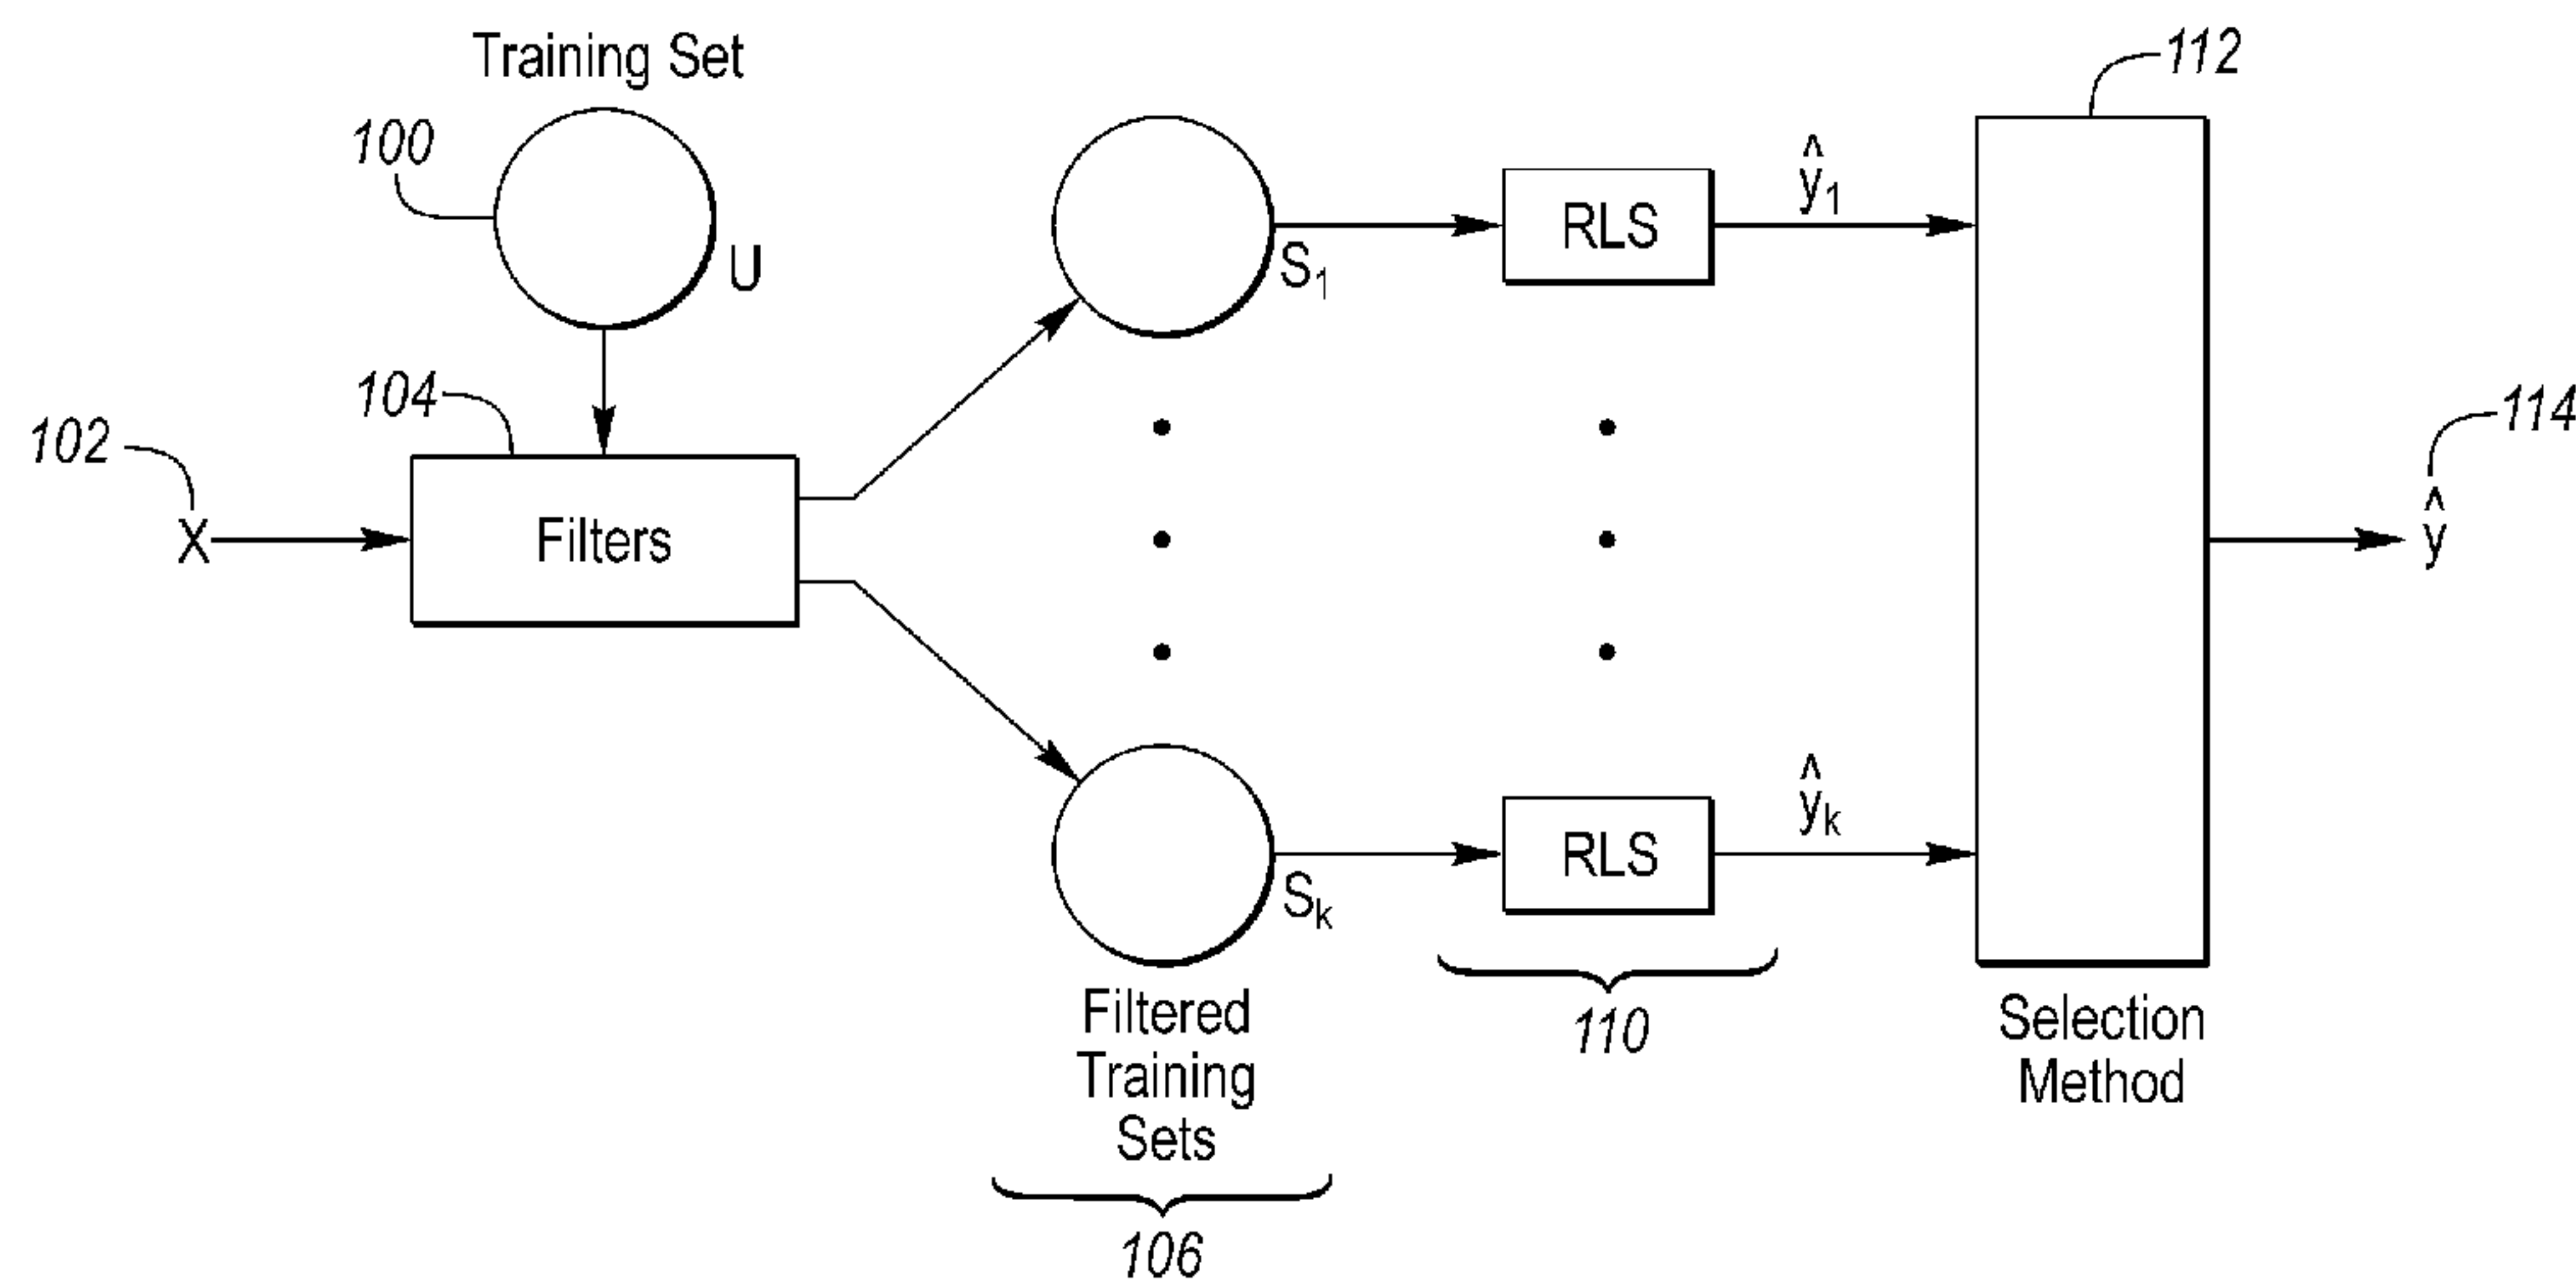 Training Set
100
U
104
102
X
Filters
S1
Sk
Filtered
Training
Sets
106
RLS
RLS
110
ŷ1
ŷk
112
Selection
Method
114
ŷ